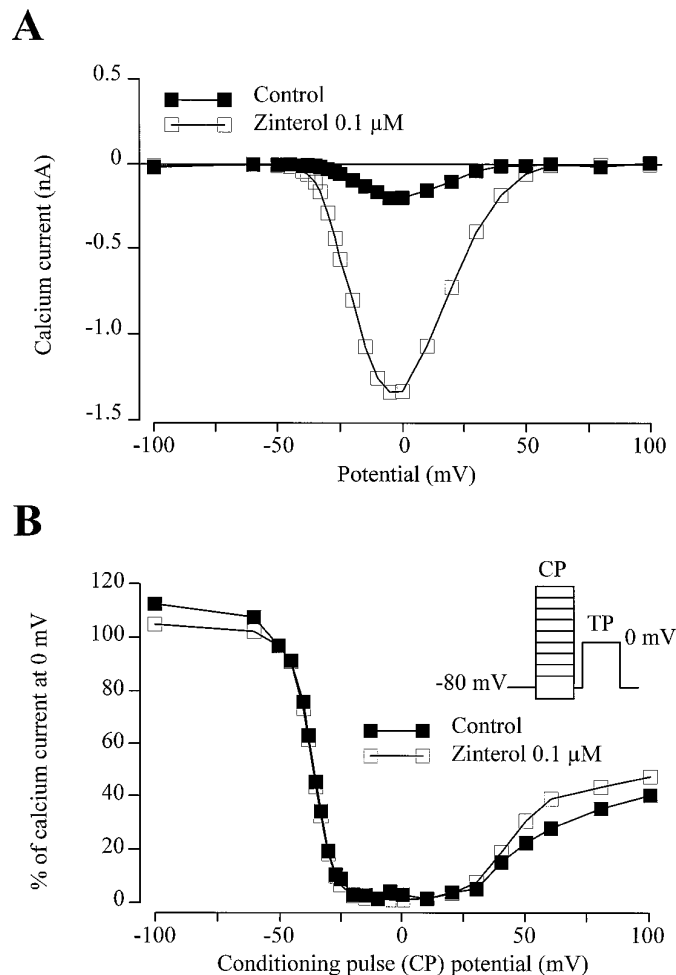 A
0.5
Control
Zinterol 0.1 µM
0
-0.5
-1.0
-1.5
Calcium current (nA)
-100
-50
0
50
100
Potential (mV)
B
120
100
80
60
40
20
0
% of calcium current at 0 mV
CP
TP
0 mV
-80 mV
Control
Zinterol 0.1 µM
-100
-50
0
50
100
Conditioning pulse (CP) potential (mV)